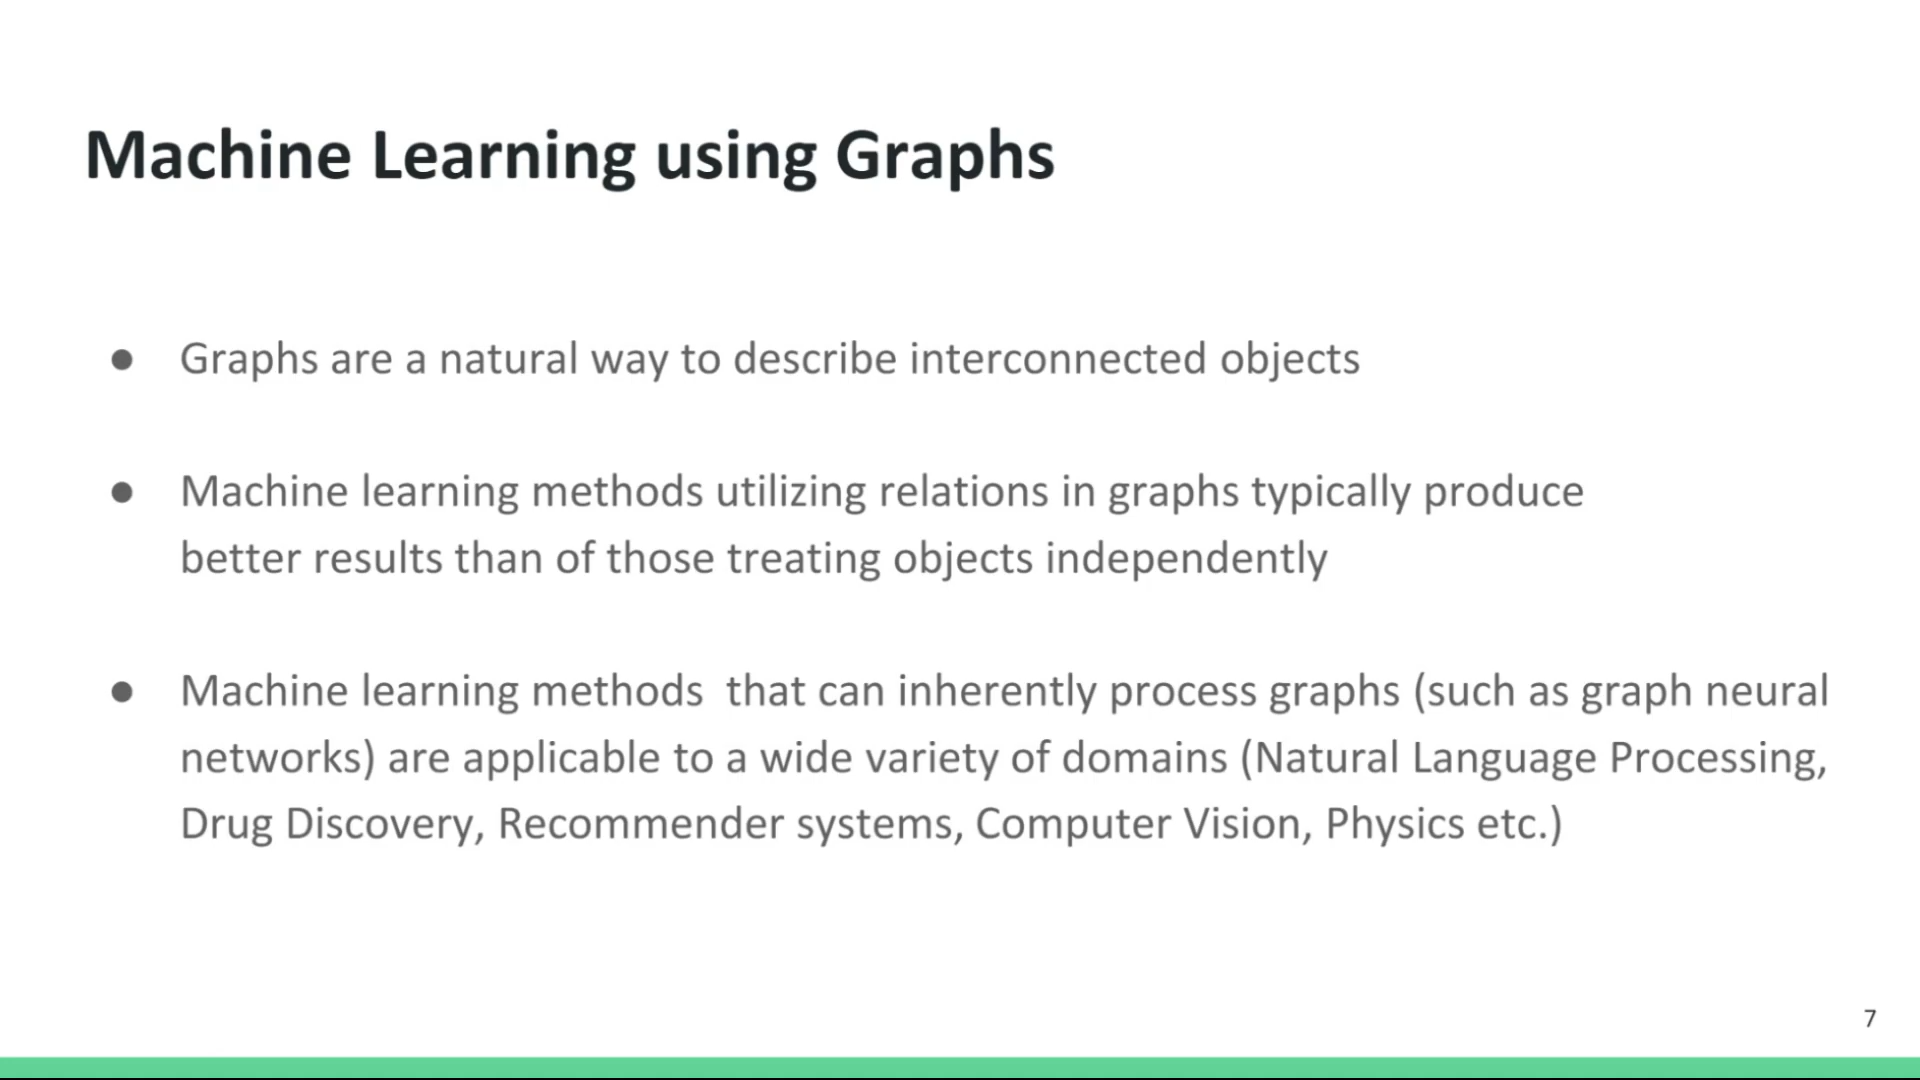 Machine Learning using Graphs
● Graphs are a natural way to describe interconnected objects
● Machine learning methods utilizing relations in graphs typically produce
better results than of those treating objects independently
● Machine learning methods  that can inherently process graphs (such as graph neural
networks) are applicable to a wide variety of domains (Natural Language Processing,
Drug Discovery, Recommender systems, Computer Vision, Physics etc.)
7